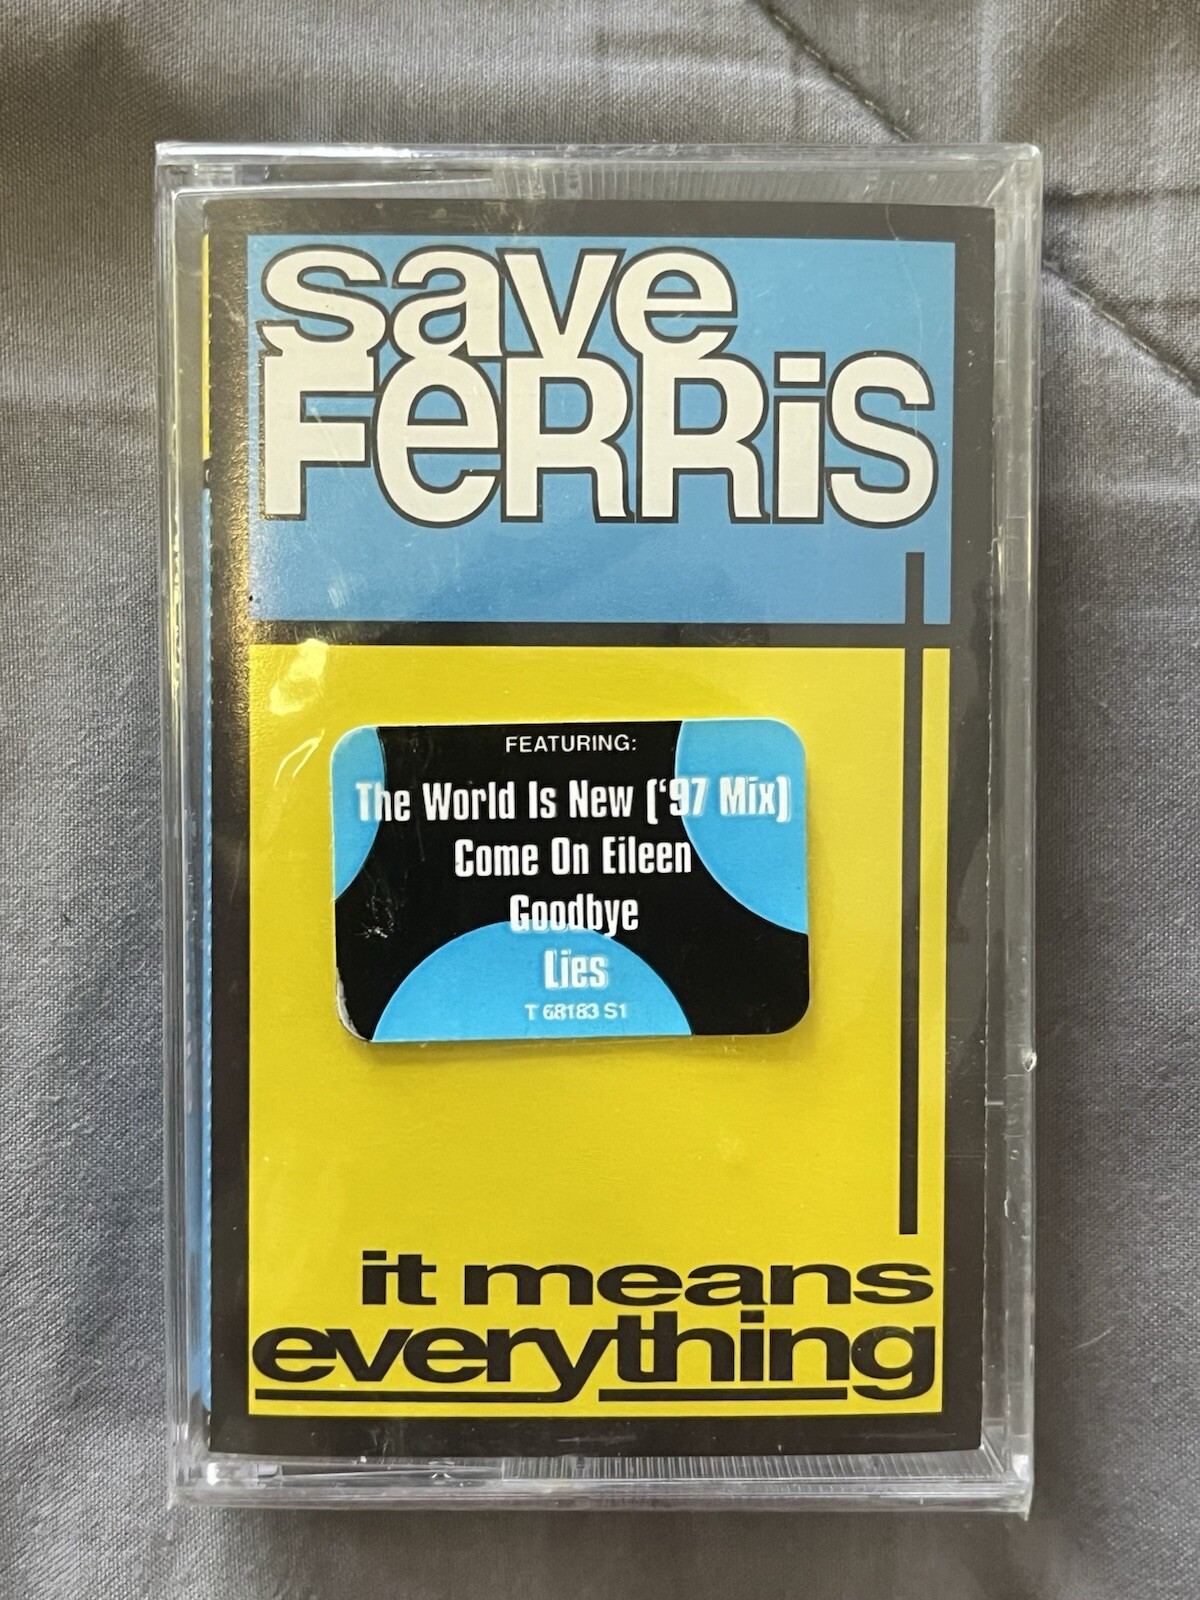 save
FeRRiS
FEATURING:
The World Is New (‘97 Mix)
Come On Eileen
Goodbye
Lies
T 68183 S1
it means
everything